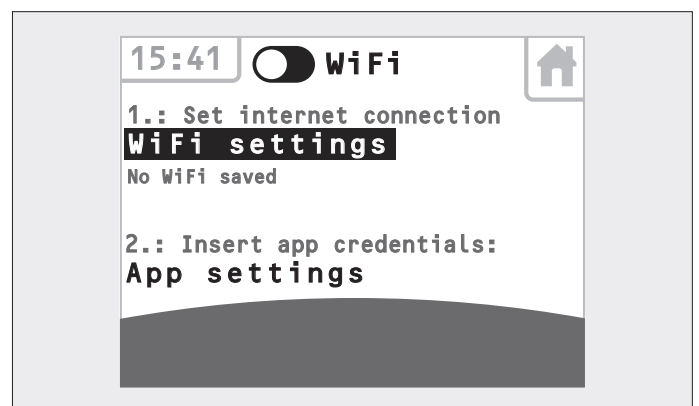 15:41 WiFi
1.: Set internet connection
WiFi settings
No WiFi saved
2.: Insert app credentials:
App settings